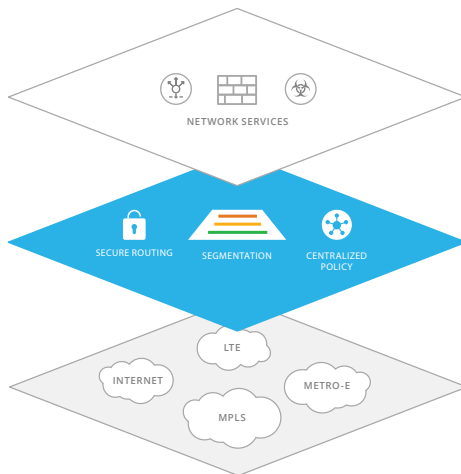 NETWORK SERVICES
SECURE ROUTING
SEGMENTATION
CENTRALIZED
POLICY
LTE
INTERNET
METRO-E
MPLS